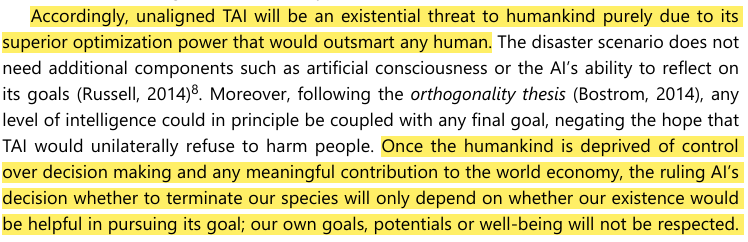 Accordingly, unaligned TAI will be an existential threat to humankind purely due to its
superior optimization power that would outsmart any human. The disaster scenario does not
need additional components such as artificial consciousness or the AI's ability to reflect on
its goals (Russell, 2014)⁸. Moreover, following the orthogonality thesis (Bostrom, 2014), any
level of intelligence could in principle be coupled with any final goal, negating the hope that
TAI would unilaterally refuse to harm people. Once the humankind is deprived of control
over decision making and any meaningful contribution to the world economy, the ruling AI's
decision whether to terminate our species will only depend on whether our existence would
be helpful in pursuing its goal; our own goals, potentials or well-being will not be respected.